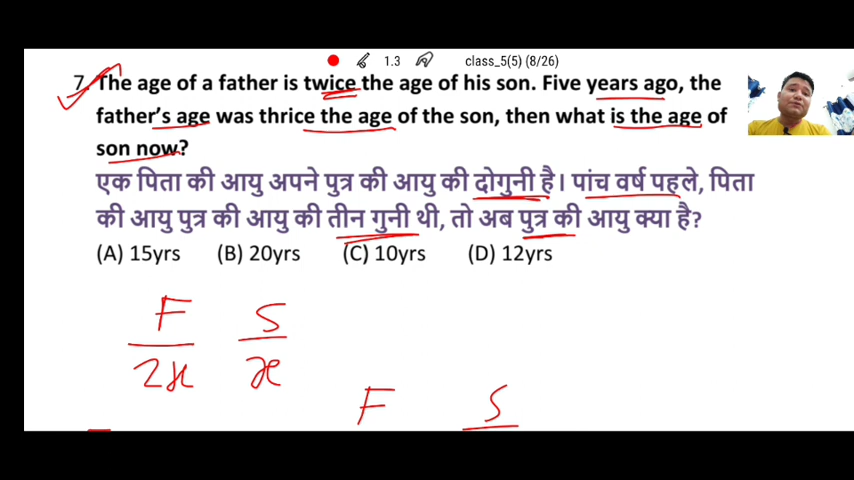 1.3 class_5(5) (8/26)
7. The age of a father is twice the age of his son. Five years ago, the
father's age was thrice the age of the son, then what is the age of
son now?
एक पिता की आयु अपने पुत्र की आयु की दोगुनी है। पांच वर्ष पहले, पिता
की आयु पुत्र की आयु की तीन गुनी थी, तो अब पुत्र की आयु क्या है?
(A) 15yrs (B) 20yrs (C) 10yrs (D) 12yrs
F S
2x x
F S